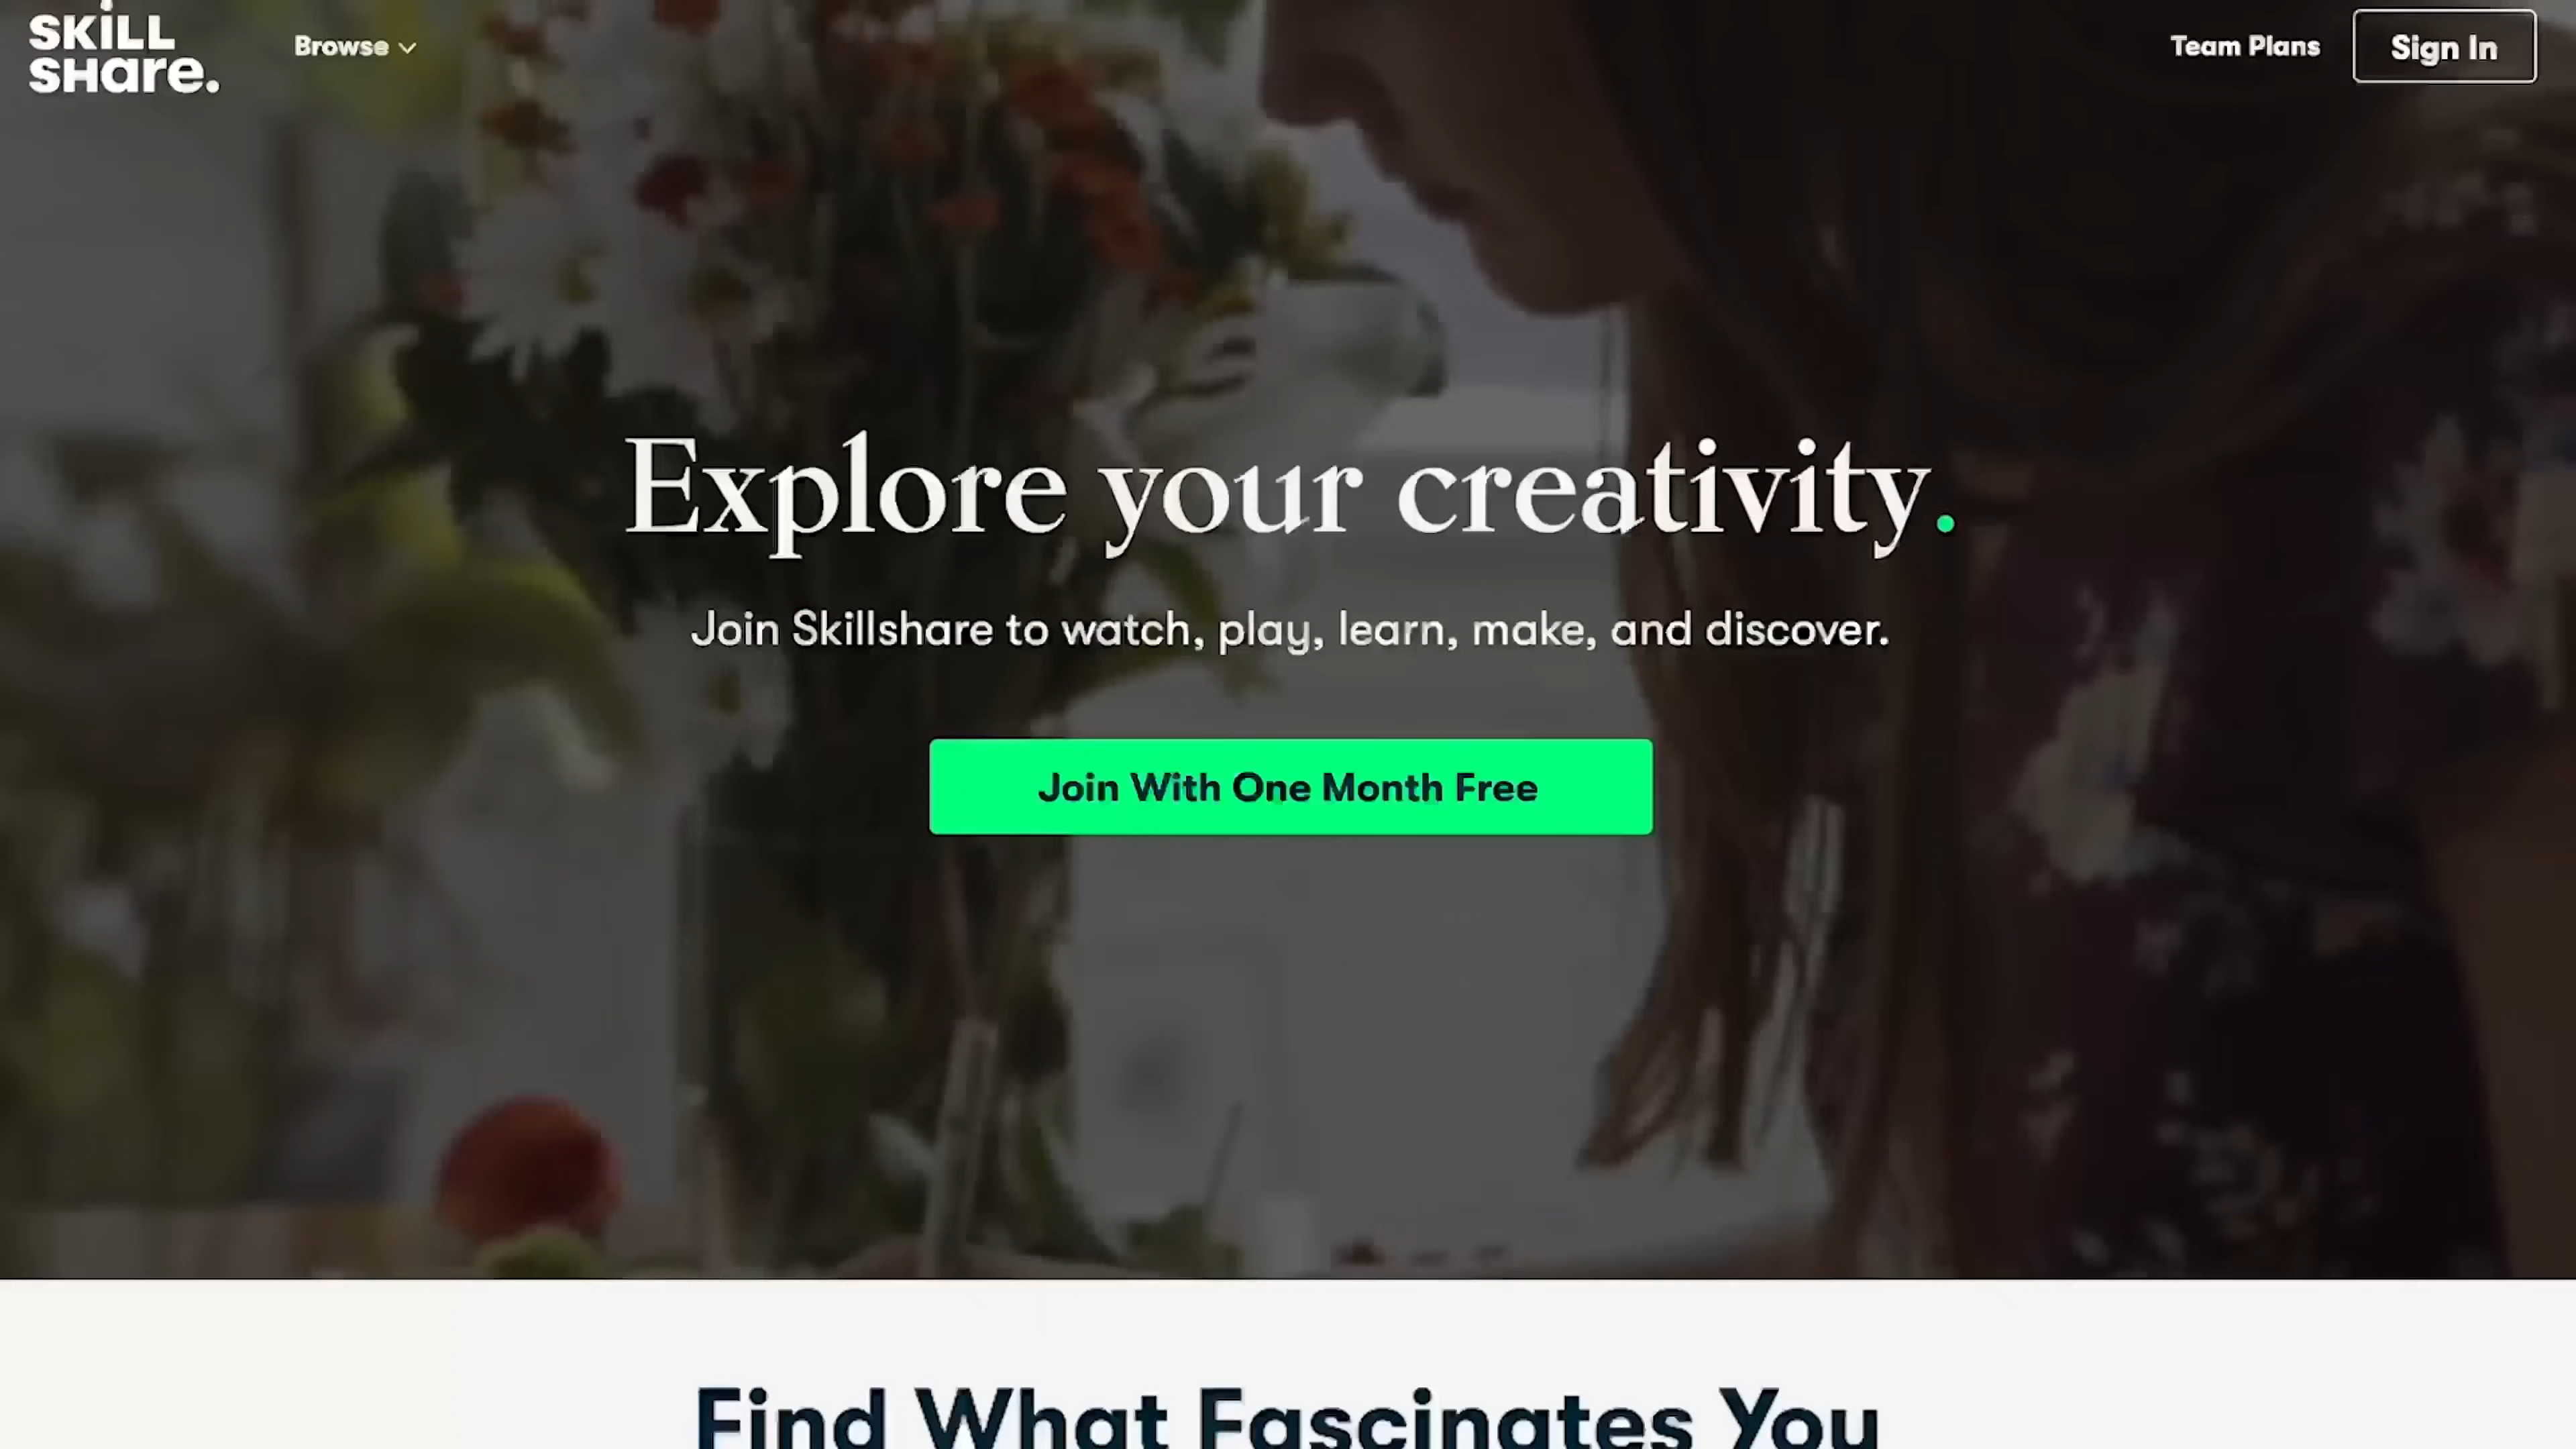 SKiLL
SHare.
Browse
Team Plans
Sign In
Explore your creativity.
Join Skillshare to watch, play, learn, make, and discover.
Join With One Month Free
Find What Fascinates You